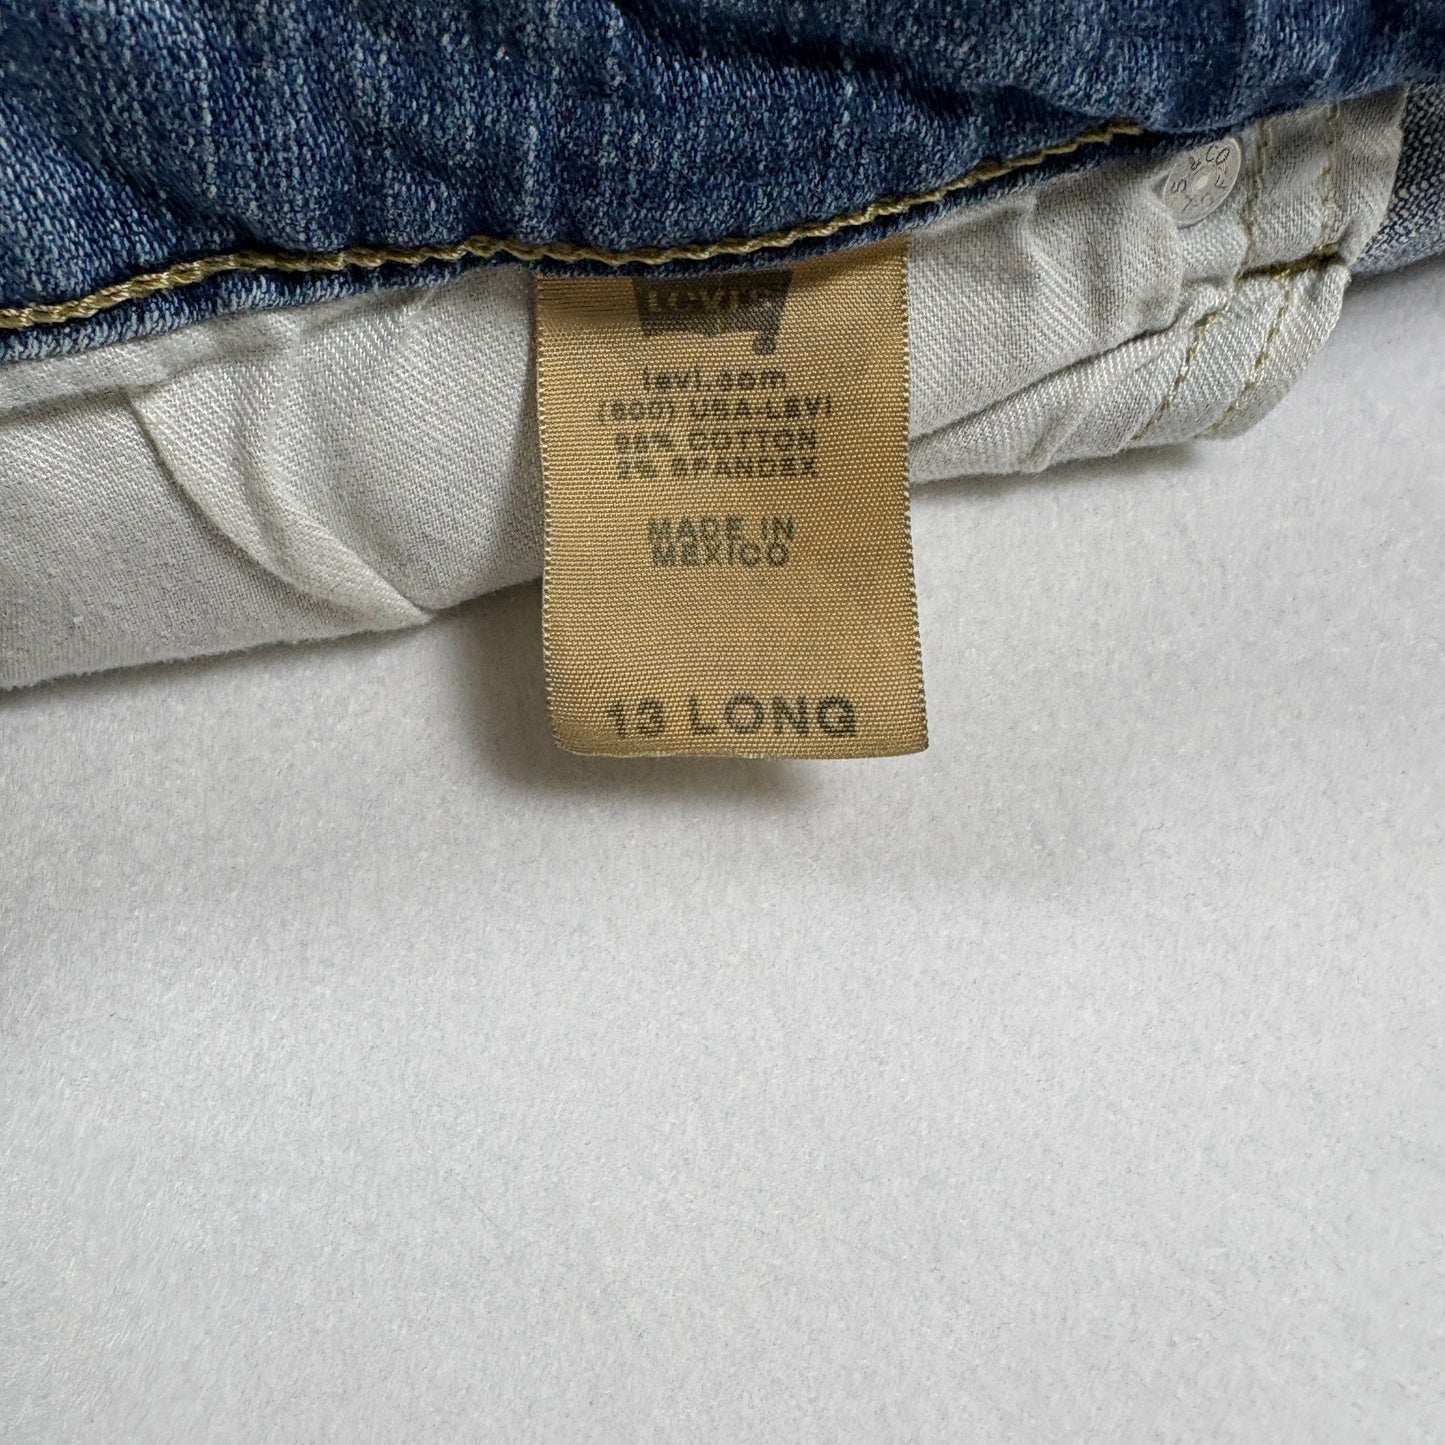 LEVI'S
levi.com
(800) USA-LEVI
98% COTTON
2% SPANDEX
MADE IN
MEXICO
13 LONG